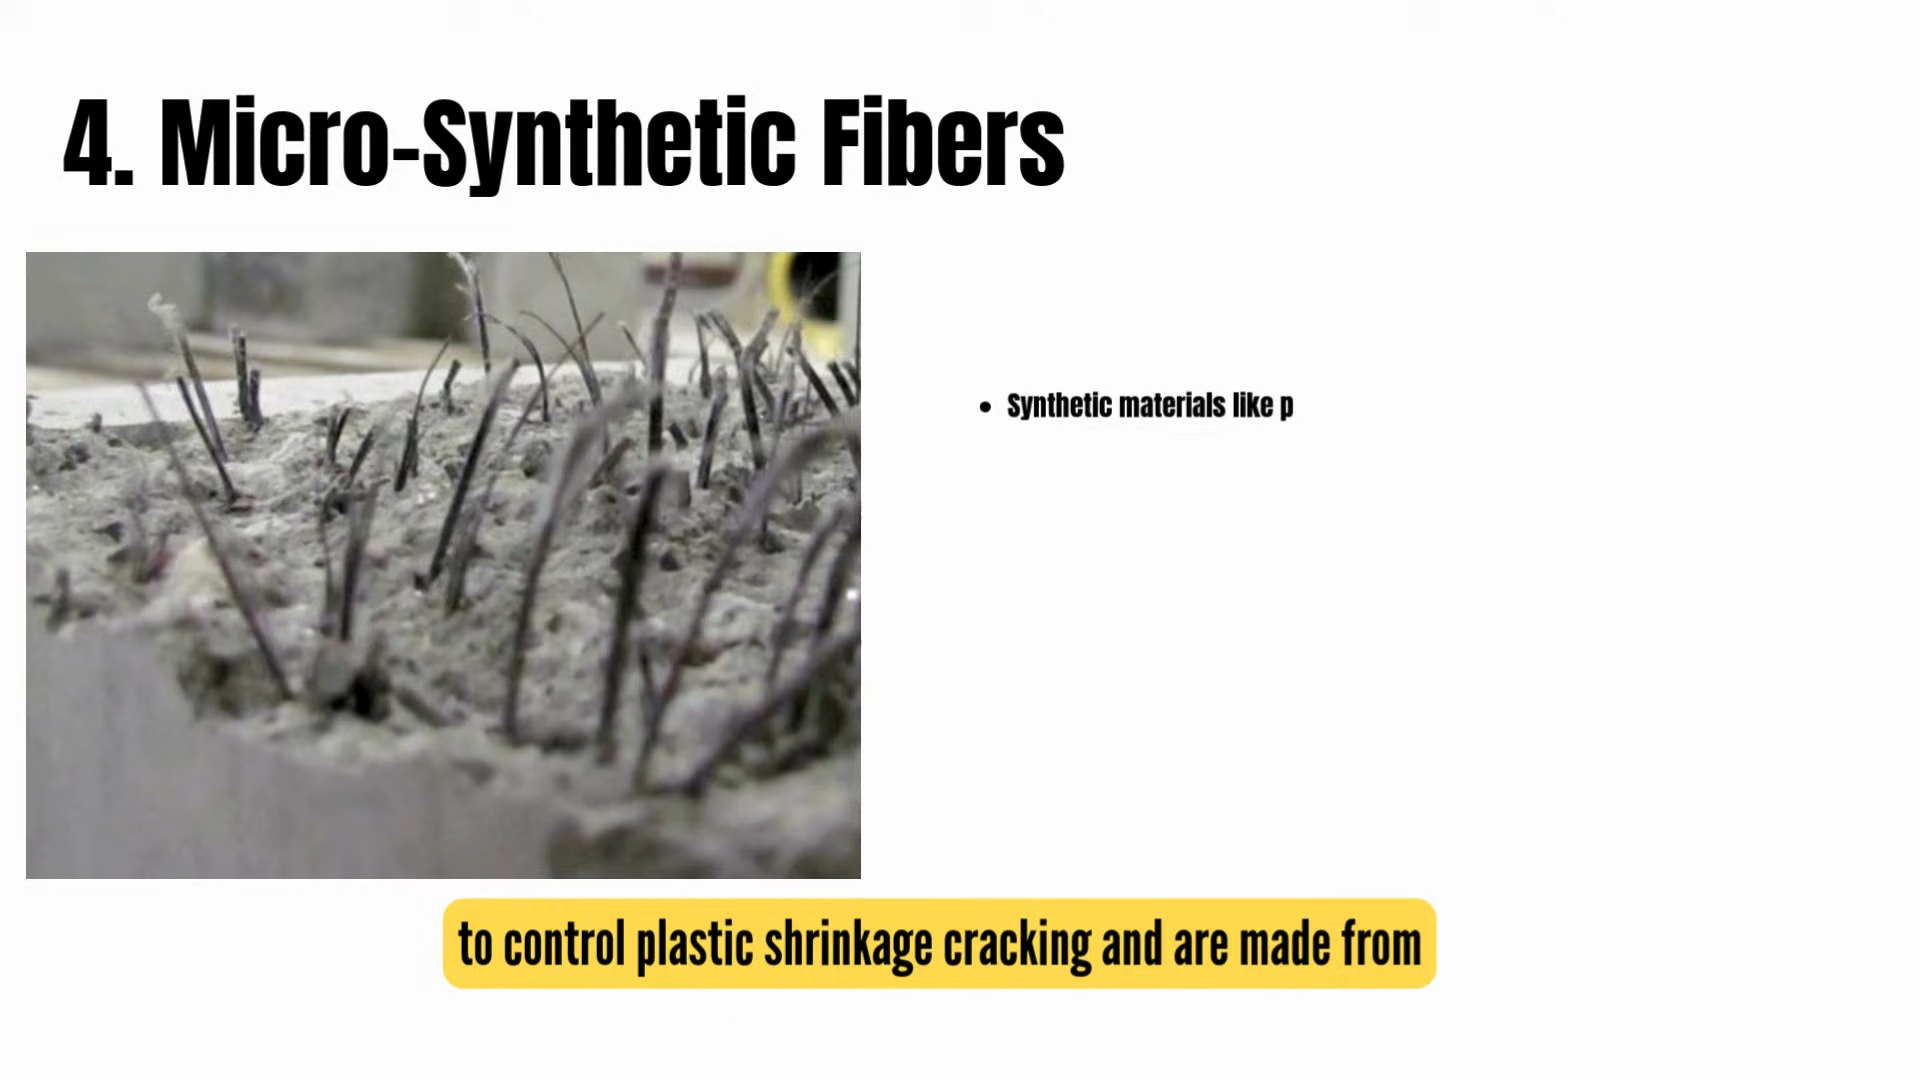 4. Micro-Synthetic Fibers
• Synthetic materials like p
to control plastic shrinkage cracking and are made from